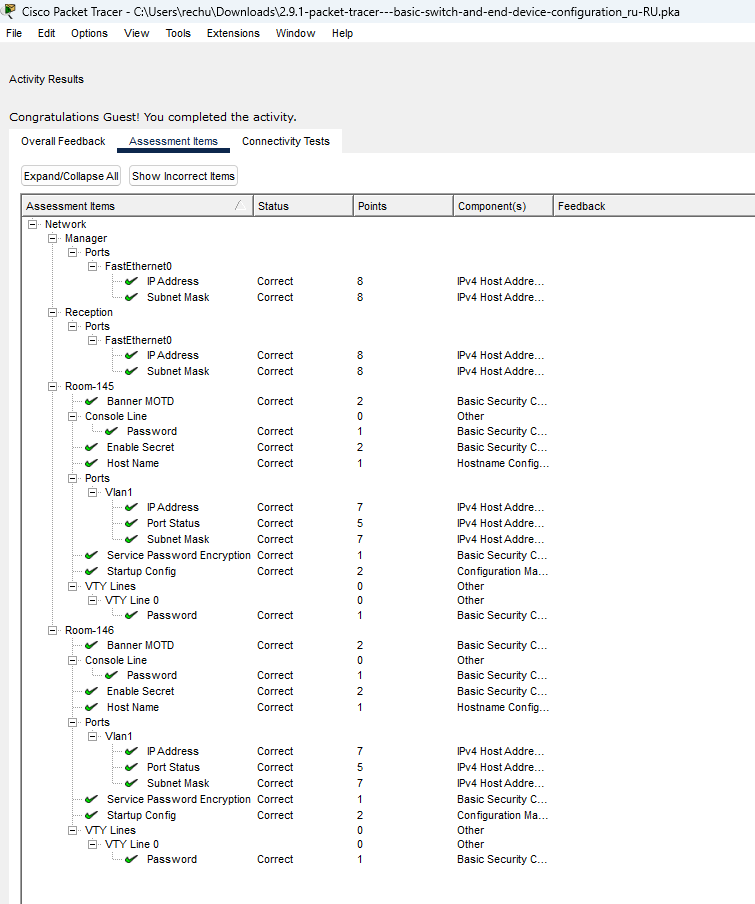 Cisco Packet Tracer - C:\Users\rechu\Downloads\2.9.1-packet-tracer---basic-switch-and-end-device-configuration_ru-RU.pka
File Edit Options View Tools Extensions Window Help
Activity Results
Congratulations Guest! You completed the activity.
Overall Feedback Assessment Items Connectivity Tests
Expand/Collapse All Show Incorrect Items
Assessment Items Status Points Component(s) Feedback
Network
Manager
Ports
FastEthernet0
IP Address Correct 8 IPv4 Host Addre...
Subnet Mask Correct 8 IPv4 Host Addre...
Reception
Ports
FastEthernet0
IP Address Correct 8 IPv4 Host Addre...
Subnet Mask Correct 8 IPv4 Host Addre...
Room-145
Banner MOTD Correct 2 Basic Security C...
Console Line 0 Other
Password Correct 1 Basic Security C...
Enable Secret Correct 2 Basic Security C...
Host Name Correct 1 Hostname Config...
Ports
Vlan1
IP Address Correct 7 IPv4 Host Addre...
Port Status Correct 5 IPv4 Host Addre...
Subnet Mask Correct 7 IPv4 Host Addre...
Service Password Encryption Correct 1 Basic Security C...
Startup Config Correct 2 Configuration Ma...
VTY Lines 0 Other
VTY Line 0 0 Other
Password Correct 1 Basic Security C...
Room-146
Banner MOTD Correct 2 Basic Security C...
Console Line 0 Other
Password Correct 1 Basic Security C...
Enable Secret Correct 2 Basic Security C...
Host Name Correct 1 Hostname Config...
Ports
Vlan1
IP Address Correct 7 IPv4 Host Addre...
Port Status Correct 5 IPv4 Host Addre...
Subnet Mask Correct 7 IPv4 Host Addre...
Service Password Encryption Correct 1 Basic Security C...
Startup Config Correct 2 Configuration Ma...
VTY Lines 0 Other
VTY Line 0 0 Other
Password Correct 1 Basic Security C...